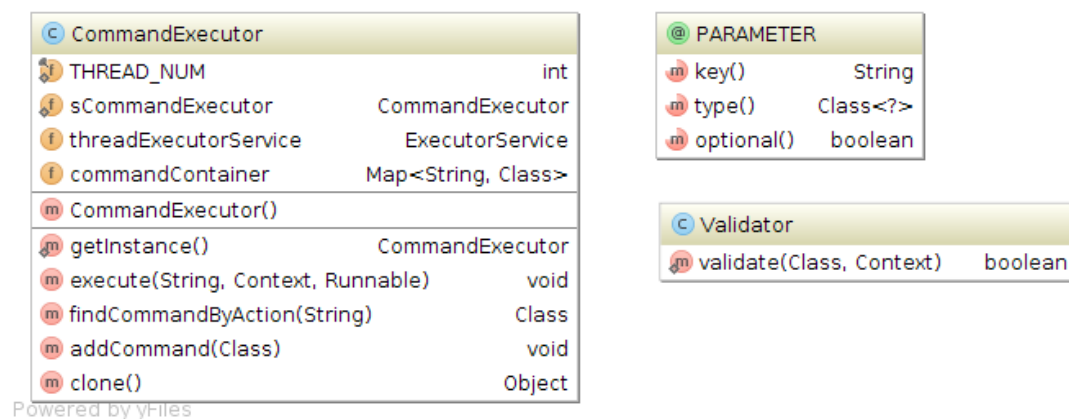 CommandExecutor
THREAD_NUM int
sCommandExecutor CommandExecutor
threadExecutorService ExecutorService
commandContainer Map<String, Class>
CommandExecutor()
getInstance() CommandExecutor
execute(String, Context, Runnable) void
findCommandByAction(String) Class
addCommand(Class) void
clone() Object
PARAMETER
key() String
type() Class<?>
optional() boolean
Validator
validate(Class, Context) boolean
Powered by yFiles